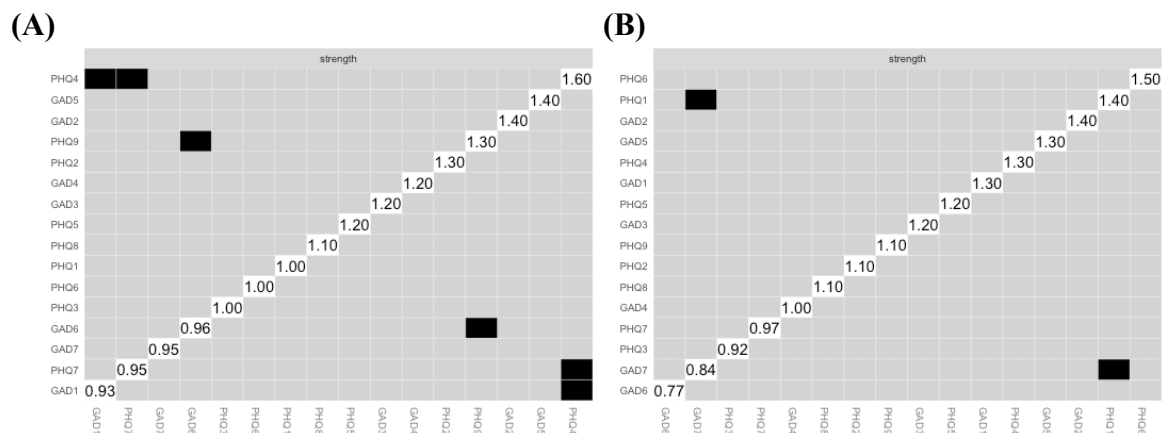 (A) (B)
strength strength
PHQ4 1.60 PHQ6 1.50
GAD5 1.40 PHQ1 1.40
GAD2 1.40 GAD2 1.40
PHQ9 1.30 GAD5 1.30
PHQ2 1.30 PHQ4 1.30
GAD4 1.20 GAD1 1.30
GAD3 1.20 PHQ5 1.20
PHQ5 1.20 GAD3 1.20
PHQ8 1.10 PHQ9 1.10
PHQ1 1.00 PHQ2 1.10
PHQ6 1.00 PHQ8 1.10
PHQ3 1.00 GAD4 1.00
GAD6 0.96 PHQ7 0.97
GAD7 0.95 PHQ3 0.92
PHQ7 0.95 GAD7 0.84
GAD1 0.93 GAD6 0.77